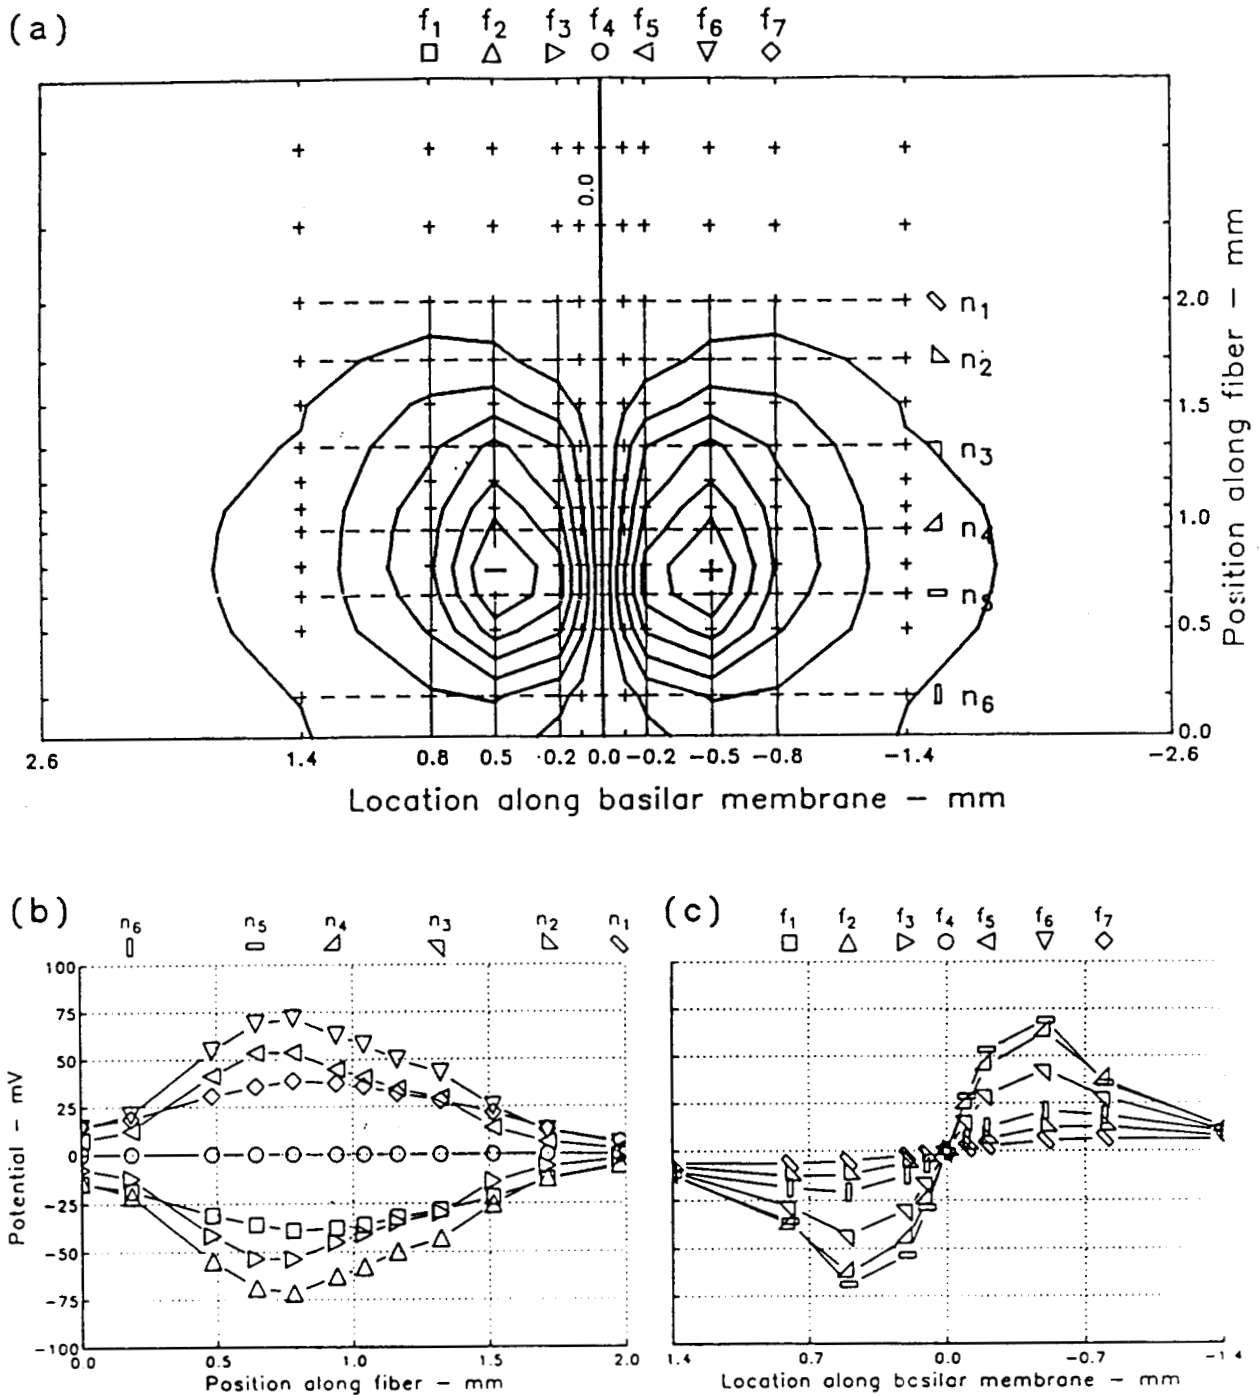 (a)
f1 f2 f3 f4 f5 f6 f7
0.0
n1
n2
n3
n4
n5
n6
2.0
1.5
1.0
0.5
0.0
Position along fiber – mm
2.6 1.4 0.8 0.5 0.2 0.0 -0.2 -0.5 -0.8 -1.4 -2.6
Location along basilar membrane – mm
(b)
n6 n5 n4 n3 n2 n1
100
75
50
25
0
-25
-50
-75
-100
Potential – mV
0.0 0.5 1.0 1.5 2.0
Position along fiber – mm
(c)
f1 f2 f3 f4 f5 f6 f7
1.4 0.7 0.0 -0.7 -1.4
Location along basilar membrane – mm